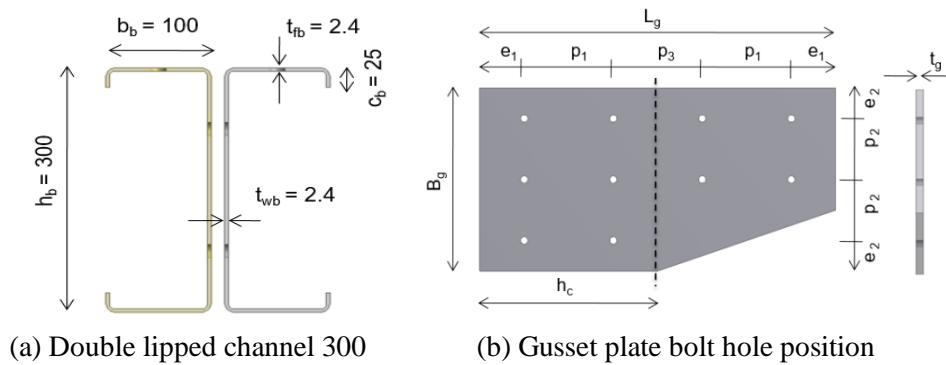 b_b = 100
t_fb = 2.4
c_b = 25
h_b = 300
t_wb = 2.4
L_g
e_1
p_1
p_3
p_1
e_1
t_g
B_g
e_2
p_2
p_2
e_2
h_c
(a) Double lipped channel 300
(b) Gusset plate bolt hole position